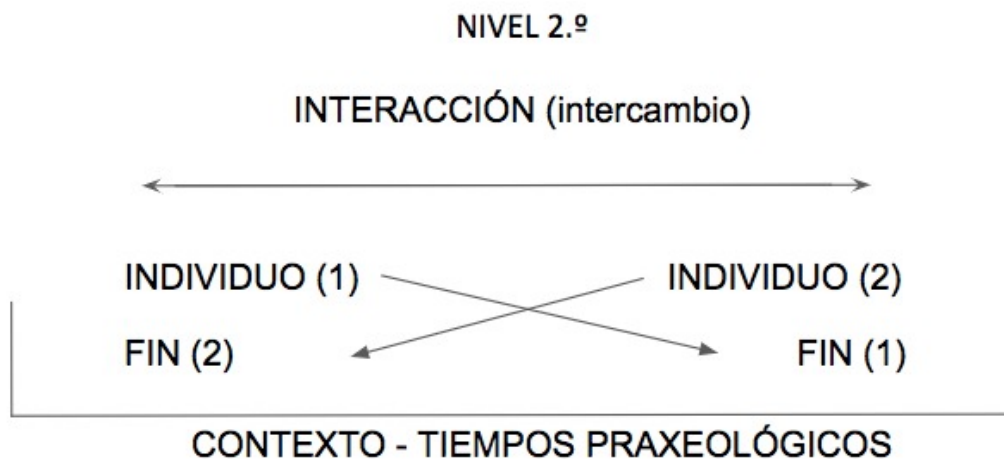 NIVEL 2.º
INTERACCIÓN (intercambio)
INDIVIDUO (1) INDIVIDUO (2)
FIN (2) FIN (1)
CONTEXTO - TIEMPOS PRAXEOLÓGICOS